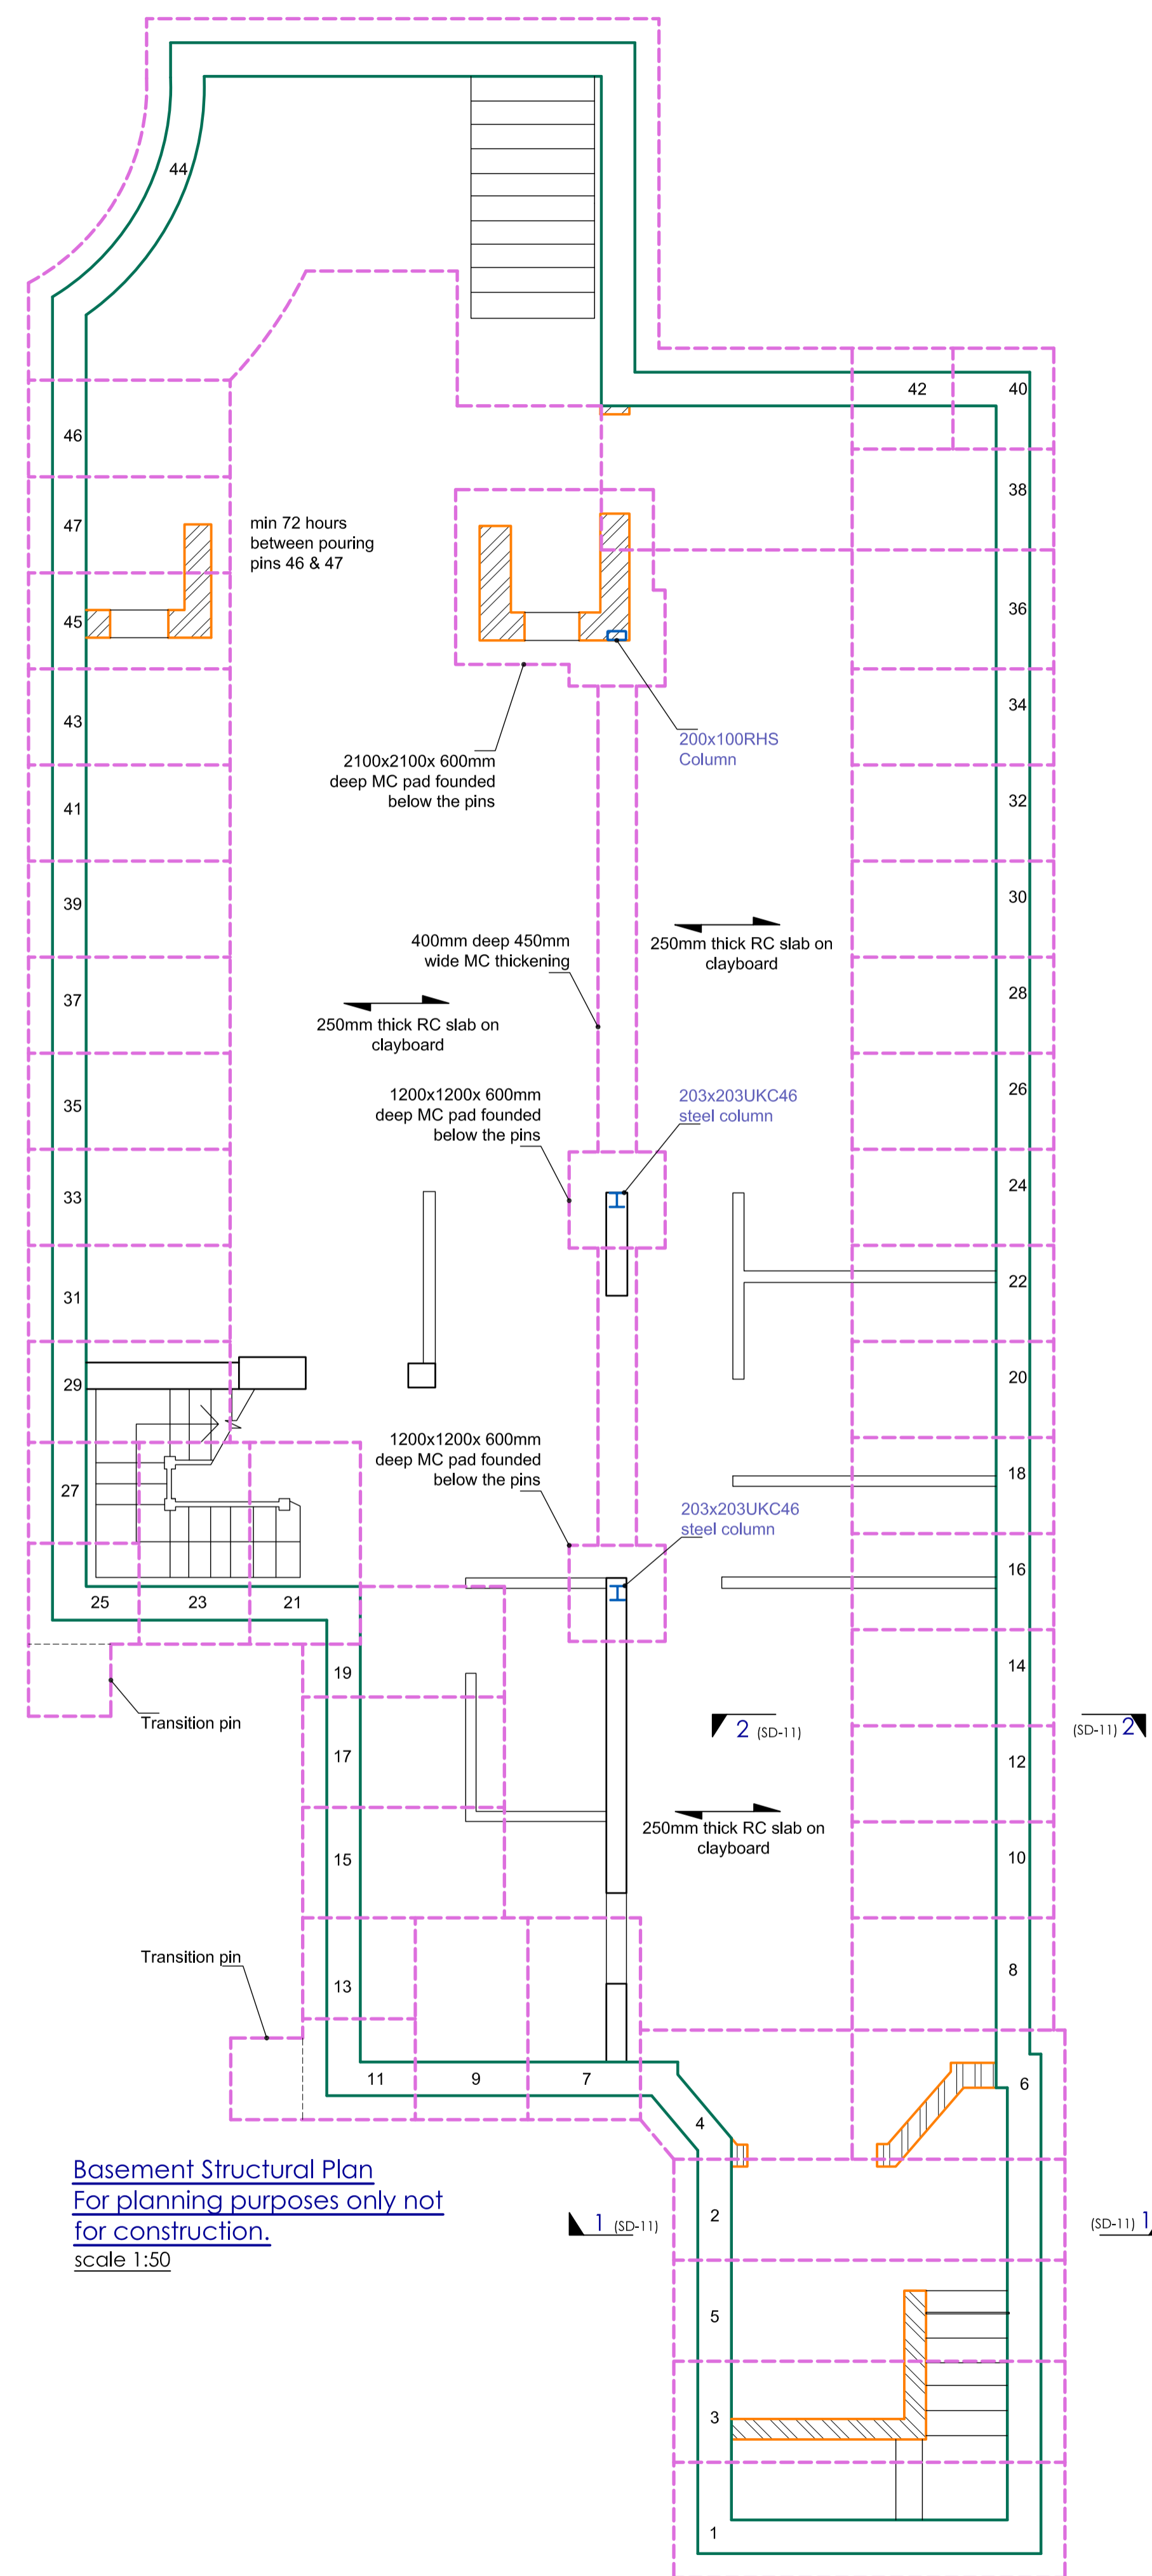 44
42
40
46
38
47
min 72 hours
between pouring
pins 46 & 47
36
45
34
43
200x100RHS
Column
2100x2100x 600mm
deep MC pad founded
below the pins
32
41
30
39
400mm deep 450mm
wide MC thickening
250mm thick RC slab on
clayboard
28
37
250mm thick RC slab on
clayboard
26
35
1200x1200x 600mm
deep MC pad founded
below the pins
203x203UKC46
steel column
24
33
22
31
20
29
1200x1200x 600mm
deep MC pad founded
below the pins
18
27
203x203UKC46
steel column
16
25
23
21
14
19
Transition pin
2 (SD-11)
(SD-11) 2
17
12
250mm thick RC slab on
clayboard
15
10
Transition pin
13
8
11
9
7
6
4
Basement Structural Plan
For planning purposes only not
for construction.
scale 1:50
2
1 (SD-11)
(SD-11) 1
5
3
1